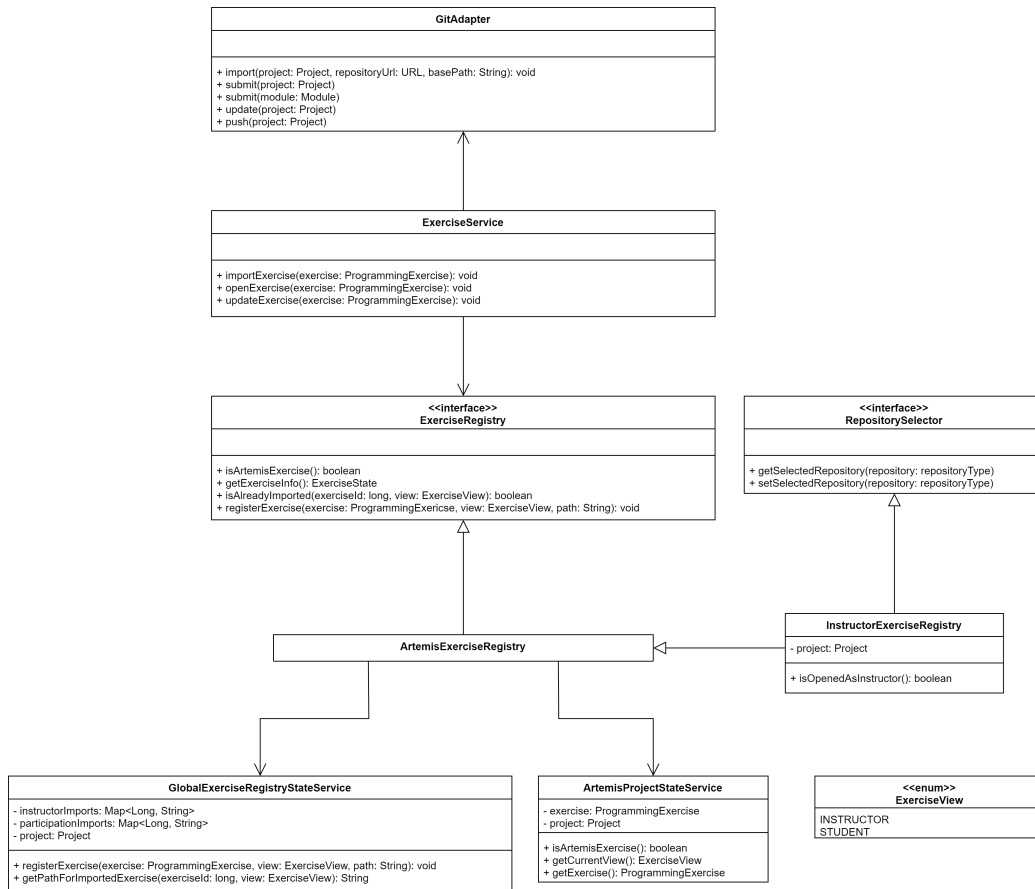 GitAdapter
+ import(project: Project, repositoryUrl: URL, basePath: String): void
+ submit(project: Project)
+ submit(module: Module)
+ update(project: Project)
+ push(project: Project)
ExerciseService
+ importExercise(exercise: ProgrammingExercise): void
+ openExercise(exercise: ProgrammingExercise): void
+ updateExercise(exercise: ProgrammingExercise): void
<<interface>>
ExerciseRegistry
+ isArtemisExercise(): boolean
+ getExerciseInfo(): ExerciseState
+ isAlreadyImported(exerciseId: long, view: ExerciseView): boolean
+ registerExercise(exercise: ProgrammingExericse, view: ExerciseView, path: String): void
<<interface>>
RepositorySelector
+ getSelectedRepository(repository: repositoryType)
+ setSelectedRepository(repository: repositoryType)
ArtemisExerciseRegistry
InstructorExerciseRegistry
- project: Project
+ isOpenedAsInstructor(): boolean
GlobalExerciseRegistryStateService
- instructorImports: Map<Long, String>
- participationImports: Map<Long, String>
- project: Project
+ registerExercise(exercise: ProgrammingExercise, view: ExerciseView, path: String): void
+ getPathForImportedExercise(exerciseId: long, view: ExerciseView): String
ArtemisProjectStateService
- exercise: ProgrammingExercise
- project: Project
+ isArtemisExercise(): boolean
+ getCurrentView(): ExerciseView
+ getExercise(): ProgrammingExercise
<<enum>>
ExerciseView
INSTRUCTOR
STUDENT